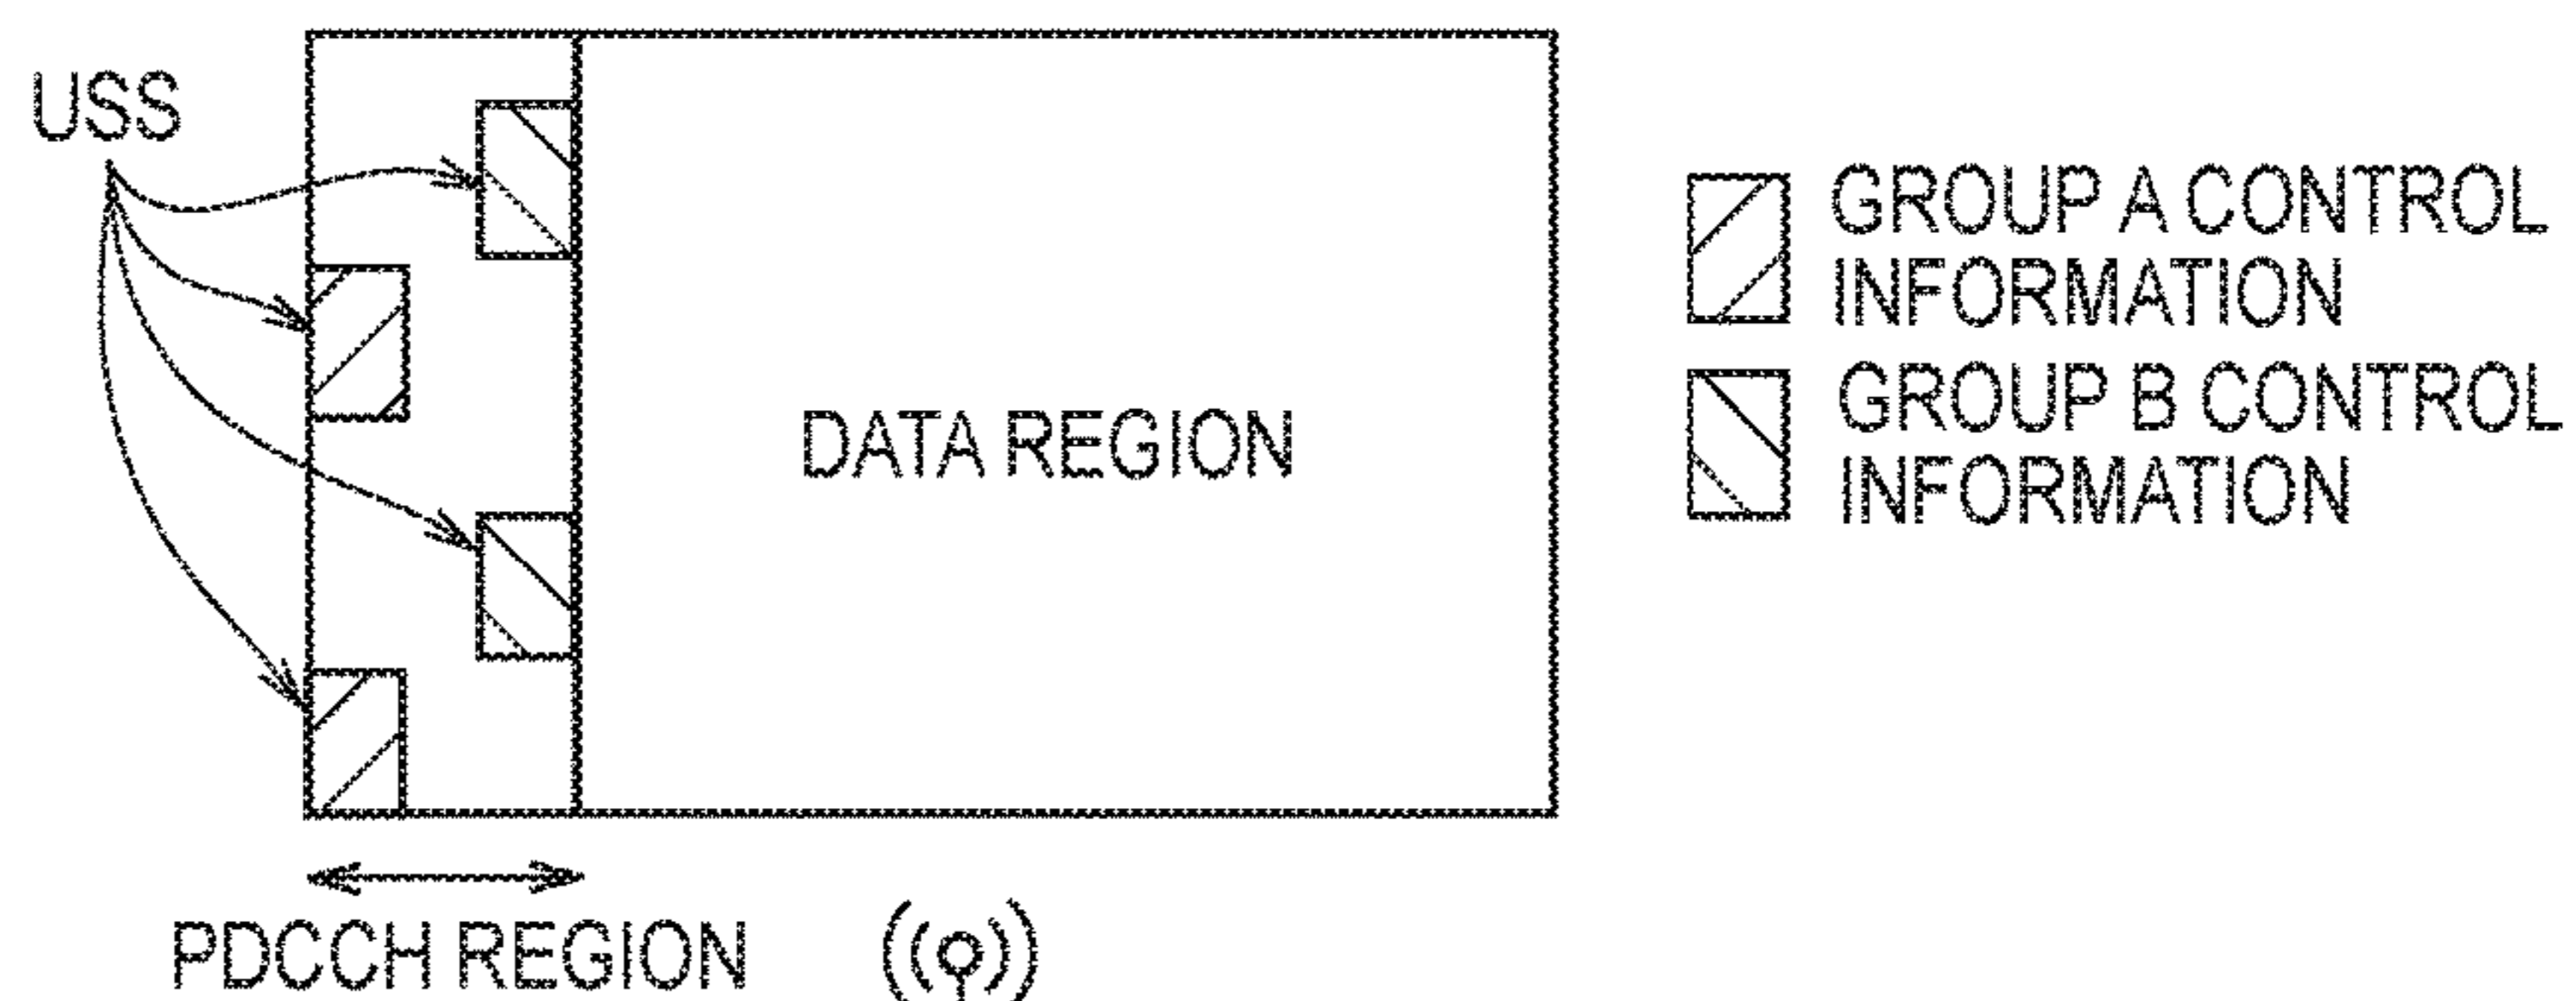 USS
GROUP A CONTROL
INFORMATION
GROUP B CONTROL
INFORMATION
DATA REGION
PDCCH REGION